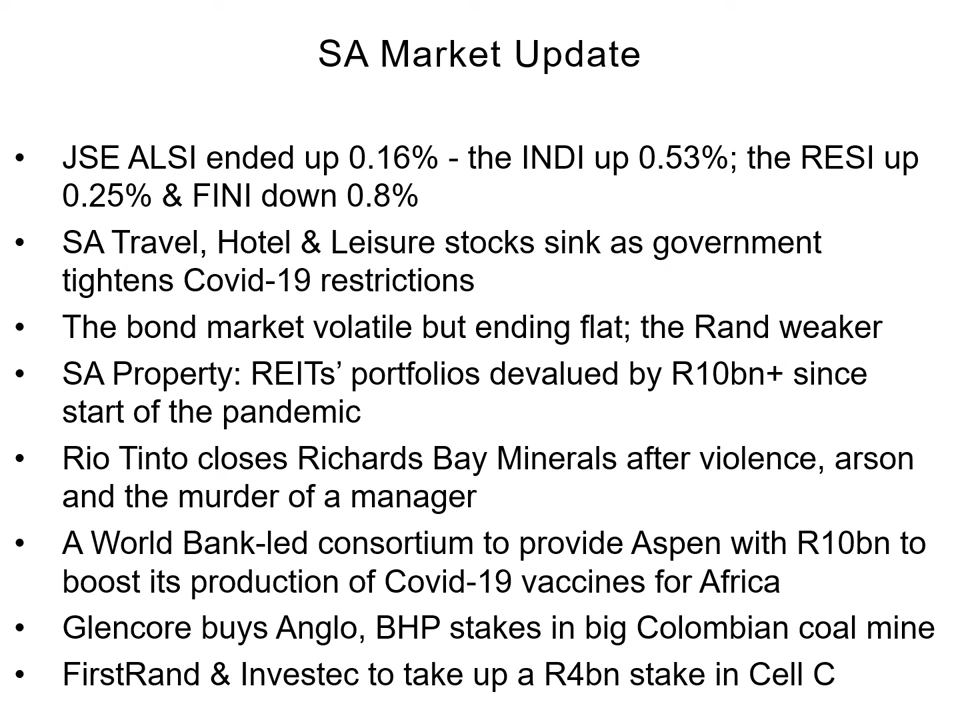 SA Market Update
• JSE ALSI ended up 0.16% - the INDI up 0.53%; the RESI up
0.25% & FINI down 0.8%
• SA Travel, Hotel & Leisure stocks sink as government
tightens Covid-19 restrictions
• The bond market volatile but ending flat; the Rand weaker
• SA Property: REITs’ portfolios devalued by R10bn+ since
start of the pandemic
• Rio Tinto closes Richards Bay Minerals after violence, arson
and the murder of a manager
• A World Bank-led consortium to provide Aspen with R10bn to
boost its production of Covid-19 vaccines for Africa
• Glencore buys Anglo, BHP stakes in big Colombian coal mine
• FirstRand & Investec to take up a R4bn stake in Cell C